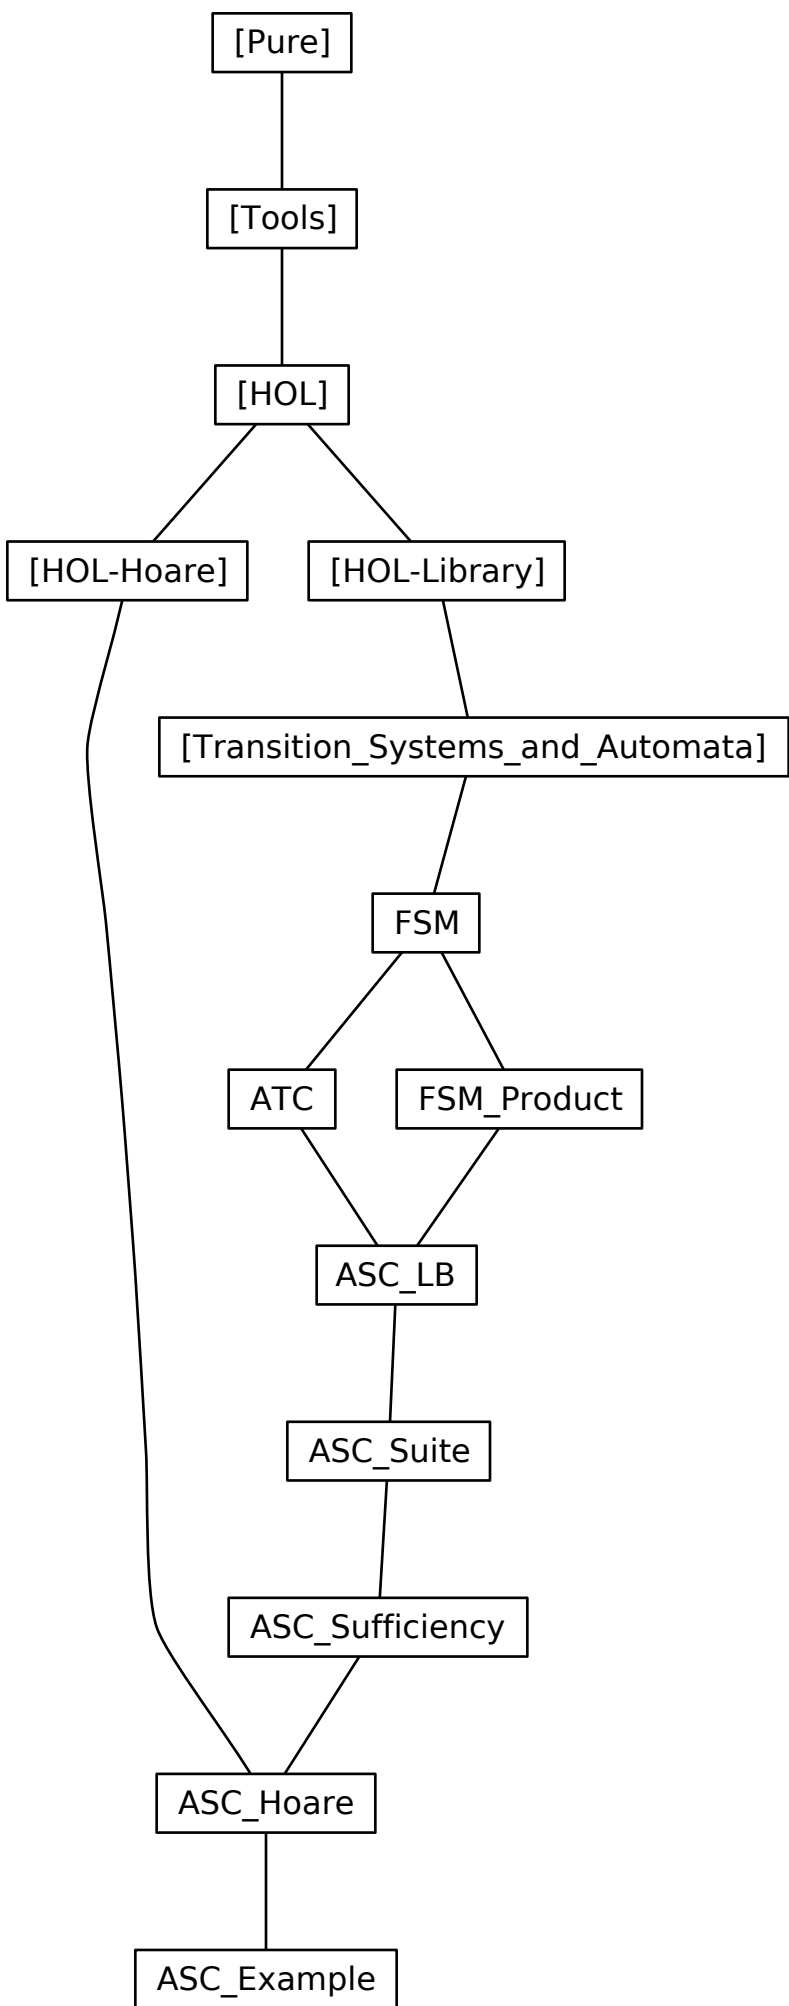 [Pure]
[Tools]
[HOL]
[HOL-Hoare]
[HOL-Library]
[Transition_Systems_and_Automata]
FSM
ATC
FSM_Product
ASC_LB
ASC_Suite
ASC_Sufficiency
ASC_Hoare
ASC_Example